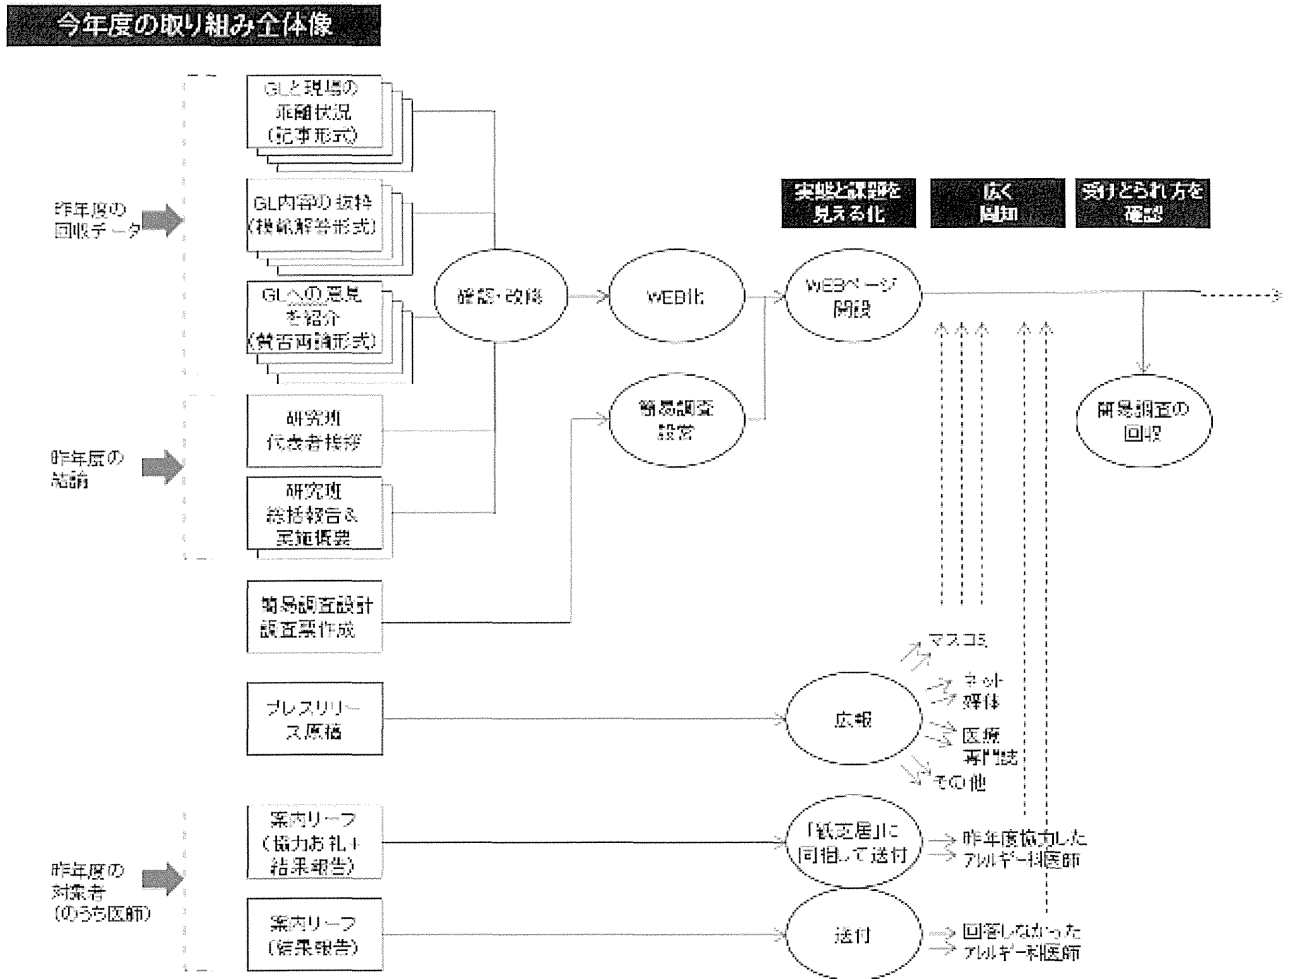 今年度の取り組み全体像
GLと現場の
乖離状況
(記事形式)
昨年度の
回収データ
GL内容の抜粋
(模範解答形式)
GLへの意見
を紹介
(賛否両論形式)
昨年度の
結論
研究班
代表者挨拶
研究班
総括報告&
実施概要
簡易調査設計
調査票作成
プレスリリー
ス原稿
昨年度の
対象者
(のうち医師)
案内リーフ
(協力お礼+
結果報告)
案内リーフ
(結果報告)
確認・改修
WEB化
簡易調査
設営
実態と課題を
見える化
広く
周知
受けとられ方を
確認
WEBページ
開設
簡易調査の
回収
広報
マスコミ
ネット
媒体
医療
専門誌
その他
「紙芝居」に
同梱して送付
昨年度協力した
アレルギー科医師
送付
回答しなかった
アレルギー科医師